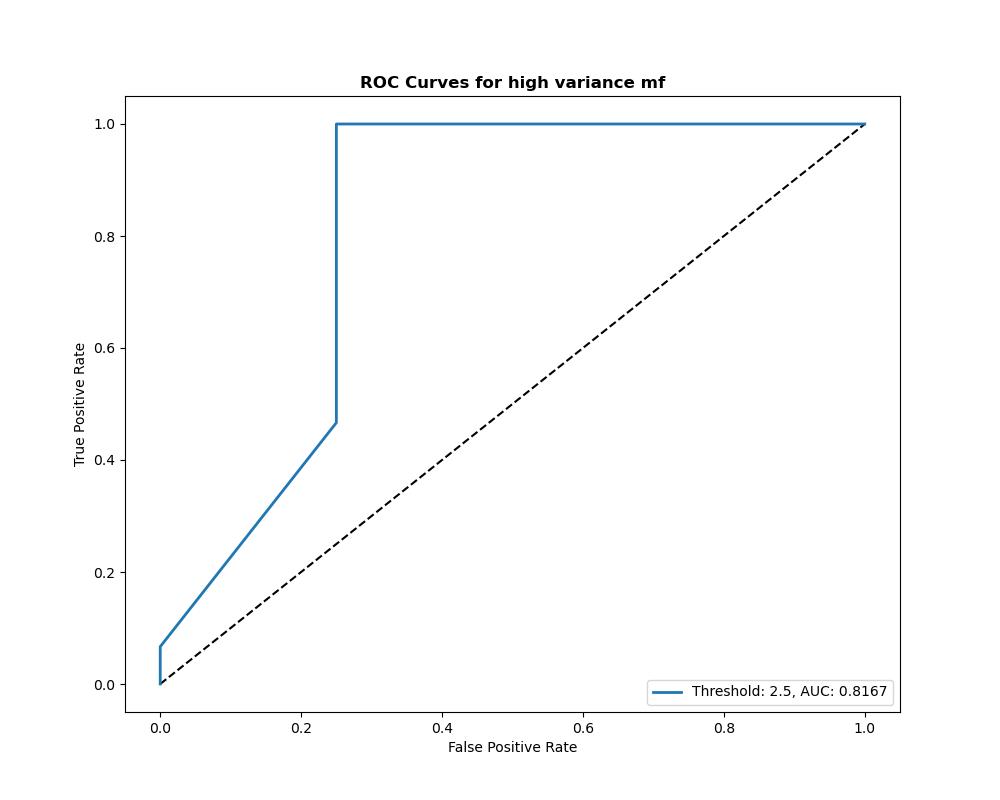 ROC Curves for high variance mf
1.0
0.8
0.6
0.4
0.2
0.0
True Positive Rate
Threshold: 2.5, AUC: 0.8167
0.0 0.2 0.4 0.6 0.8 1.0
False Positive Rate